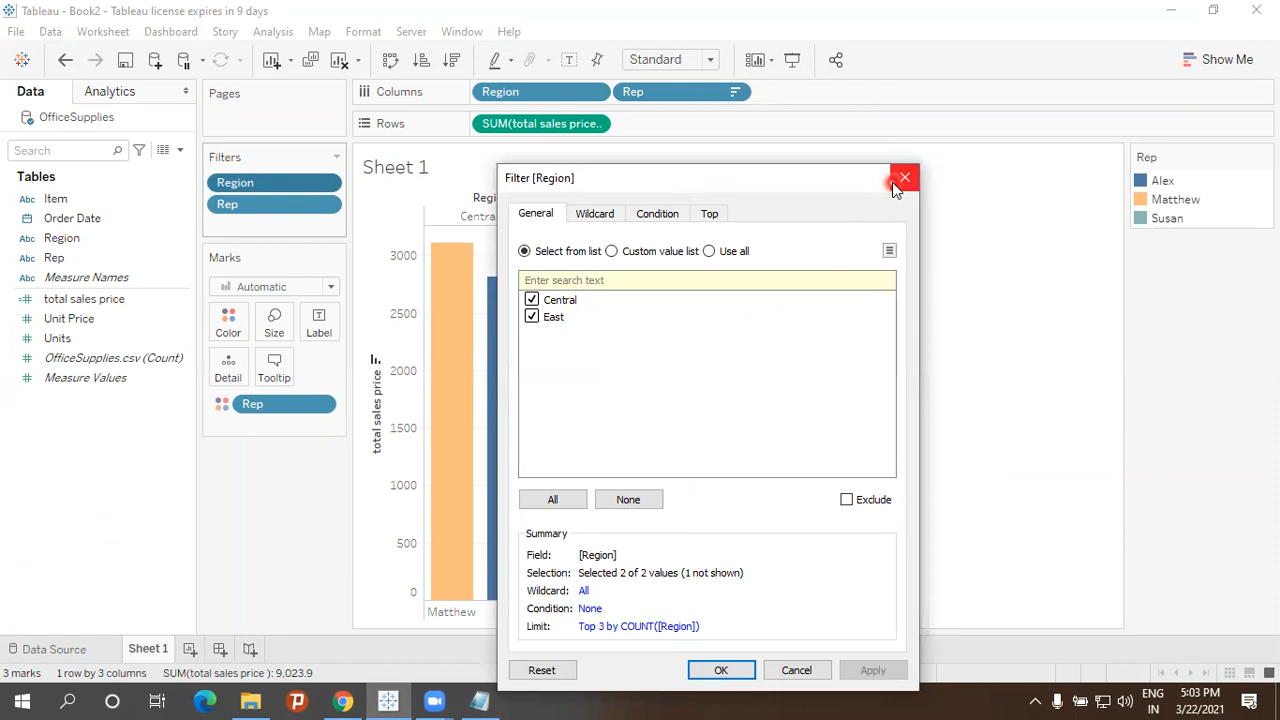 Tableau - Book2 - Tableau license expires in 9 days
File Data Worksheet Dashboard Story Analysis Map Format Server Window Help
Standard Show Me
Data Analytics
OfficeSupplies
Search
Tables
Abc Item
Order Date
Abc Region
Abc Rep
Abc Measure Names
total sales price
Unit Price
Units
OfficeSupplies.csv (Count)
Measure Values
Pages
Filters
Region
Rep
Marks
Automatic
Color Size Label
Detail Tooltip
Rep
Columns Region Rep
Rows SUM(total sales price..
Sheet 1
Centra
total sales price
3000
2500
2000
1500
1000
500
0
Matthew
Filter [Region]
General Wildcard Condition Top
Select from list Custom value list Use all
Enter search text
Central
East
All None Exclude
Summary
Field: [Region]
Selection: Selected 2 of 2 values (1 not shown)
Wildcard: All
Condition: None
Limit: Top 3 by COUNT([Region])
Reset OK Cancel Apply
Rep
Alex
Matthew
Susan
Data Source Sheet 1
3 marks 1 row by 3 columns SUM(total sales price ): 9,023.9
ENG
IN
5:03 PM
3/22/2021